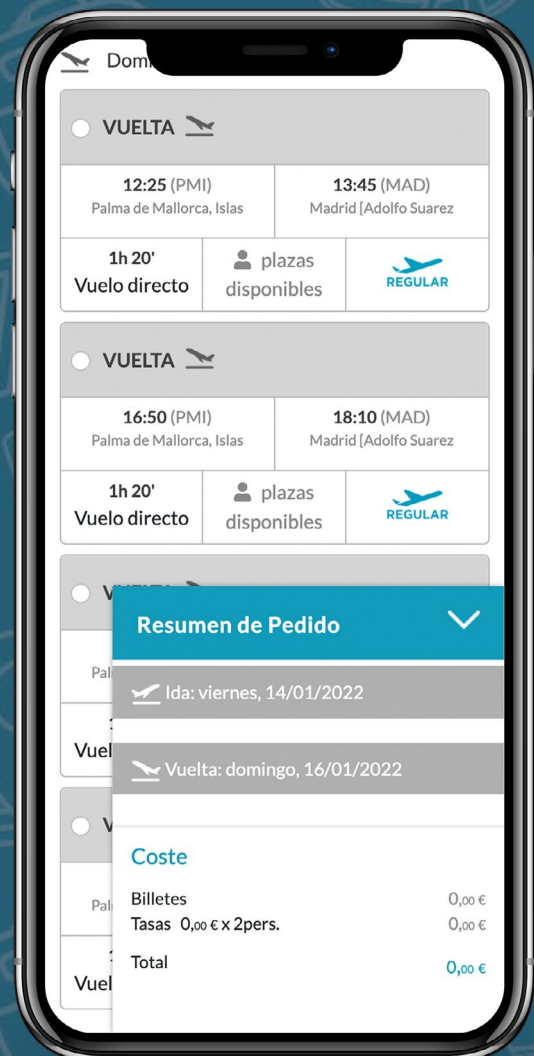 VUELTA
12:25 (PMI) 13:45 (MAD)
Palma de Mallorca, Islas Madrid [Adolfo Suarez
1h 20' plazas
Vuelo directo disponibles REGULAR
VUELTA
16:50 (PMI) 18:10 (MAD)
Palma de Mallorca, Islas Madrid [Adolfo Suarez
1h 20' plazas
Vuelo directo disponibles REGULAR
Resumen de Pedido
Ida: viernes, 14/01/2022
Vuelta: domingo, 16/01/2022
Coste
Billetes 0,00 €
Tasas 0,00 € x 2pers. 0,00 €
Total 0,00 €